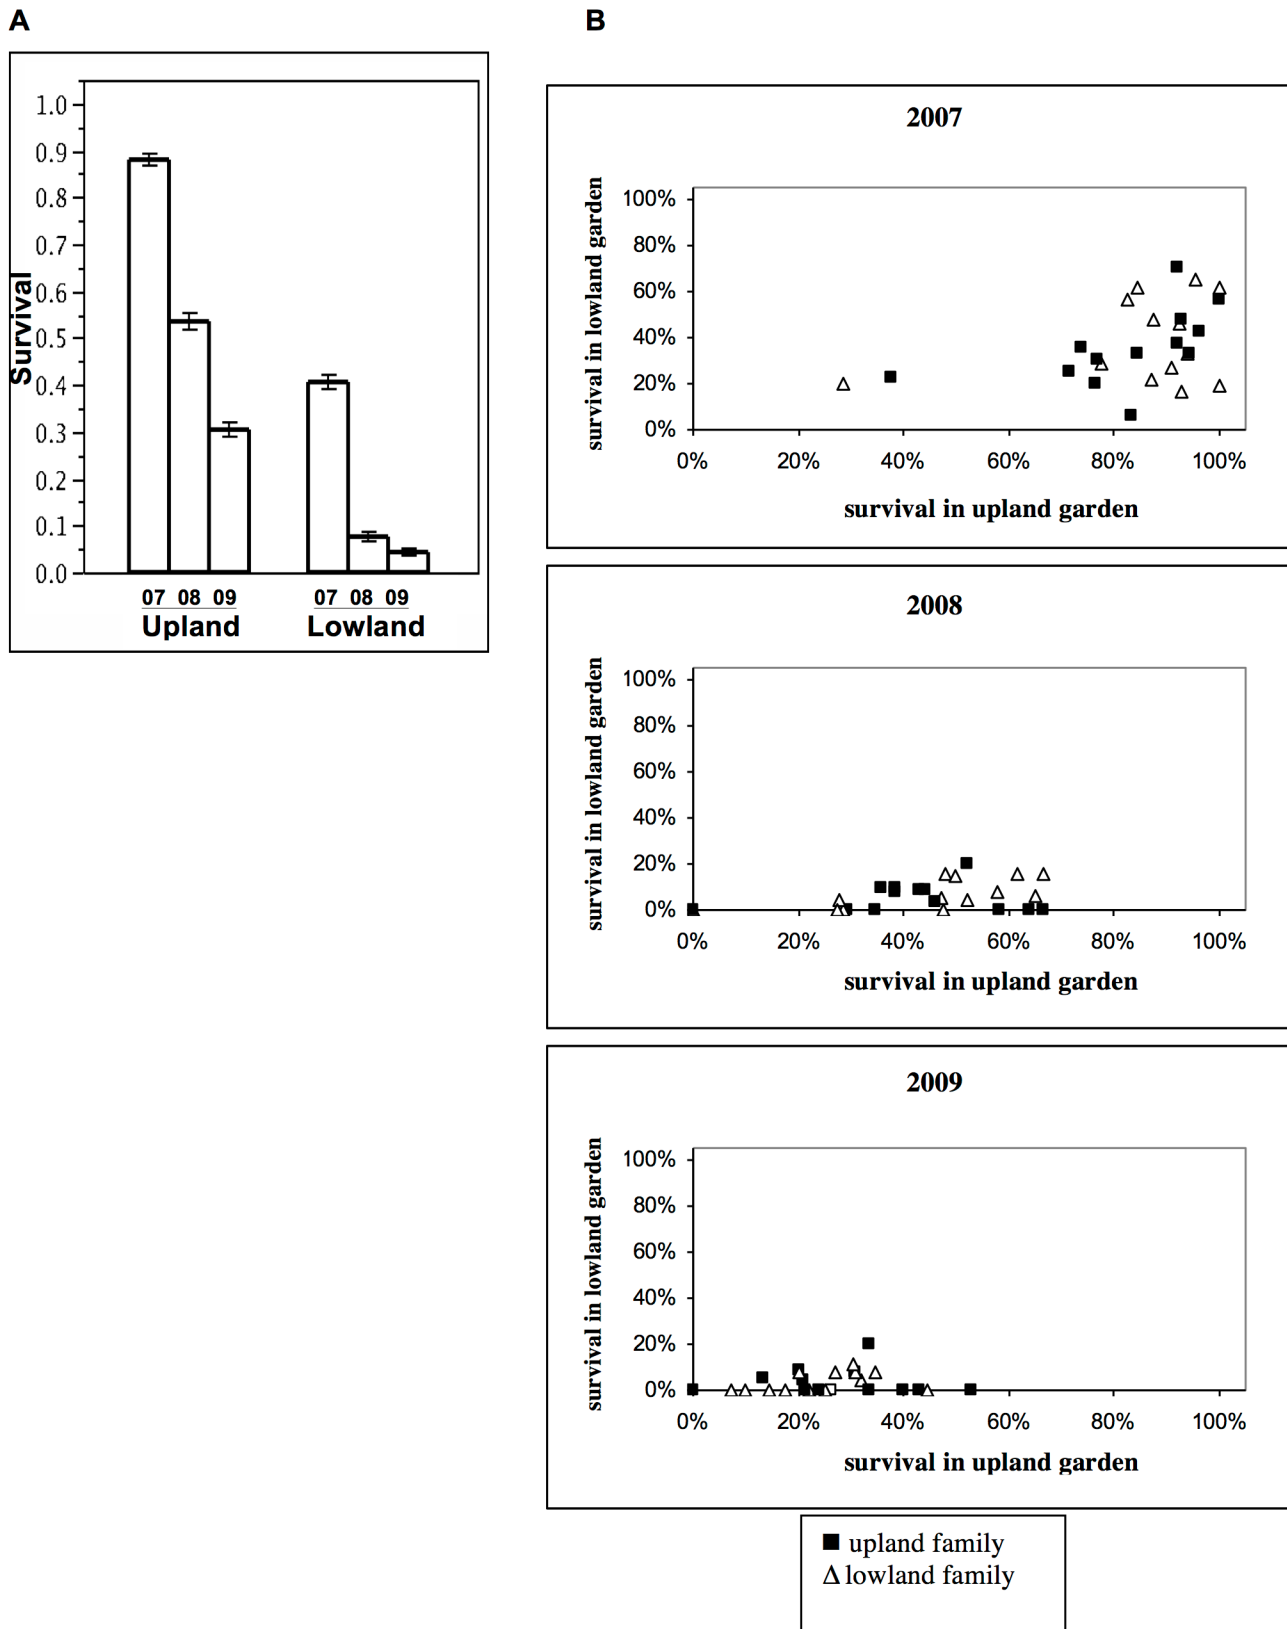 A
B
1.0
0.9
0.8
0.7
0.6
0.5
0.4
0.3
0.2
0.1
0.0
Survival
07 08 09
07 08 09
Upland
Lowland
2007
survival in lowland garden
100%
80%
60%
40%
20%
0%
0% 20% 40% 60% 80% 100%
survival in upland garden
2008
survival in lowland garden
100%
80%
60%
40%
20%
0%
0% 20% 40% 60% 80% 100%
survival in upland garden
2009
survival in lowland garden
100%
80%
60%
40%
20%
0%
0% 20% 40% 60% 80% 100%
survival in upland garden
upland family
lowland family